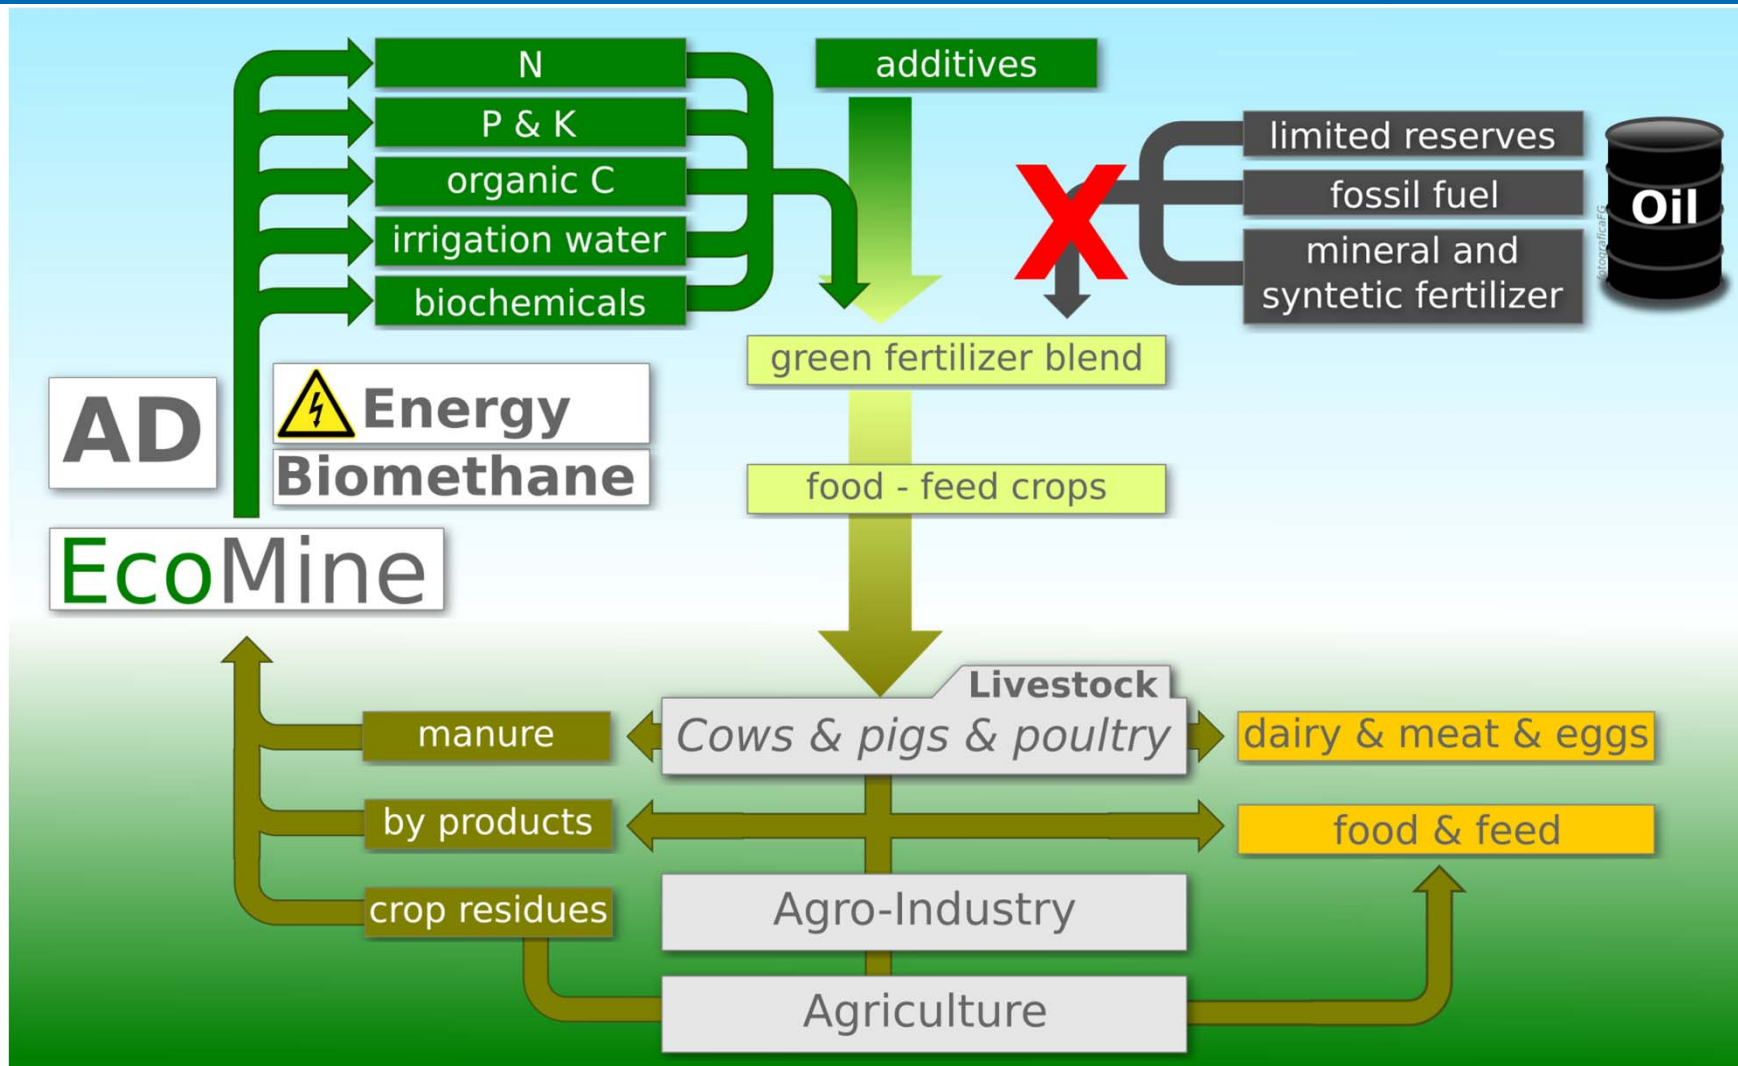 N
P & K
organic C
irrigation water
biochemicals
additives
limited reserves
fossil fuel
mineral and
syntetic fertilizer
Oil
fotograficaFG
green fertilizer blend
food - feed crops
AD
Energy
Biomethane
EcoMine
Livestock
Cows & pigs & poultry
manure
by products
crop residues
dairy & meat & eggs
food & feed
Agro-Industry
Agriculture